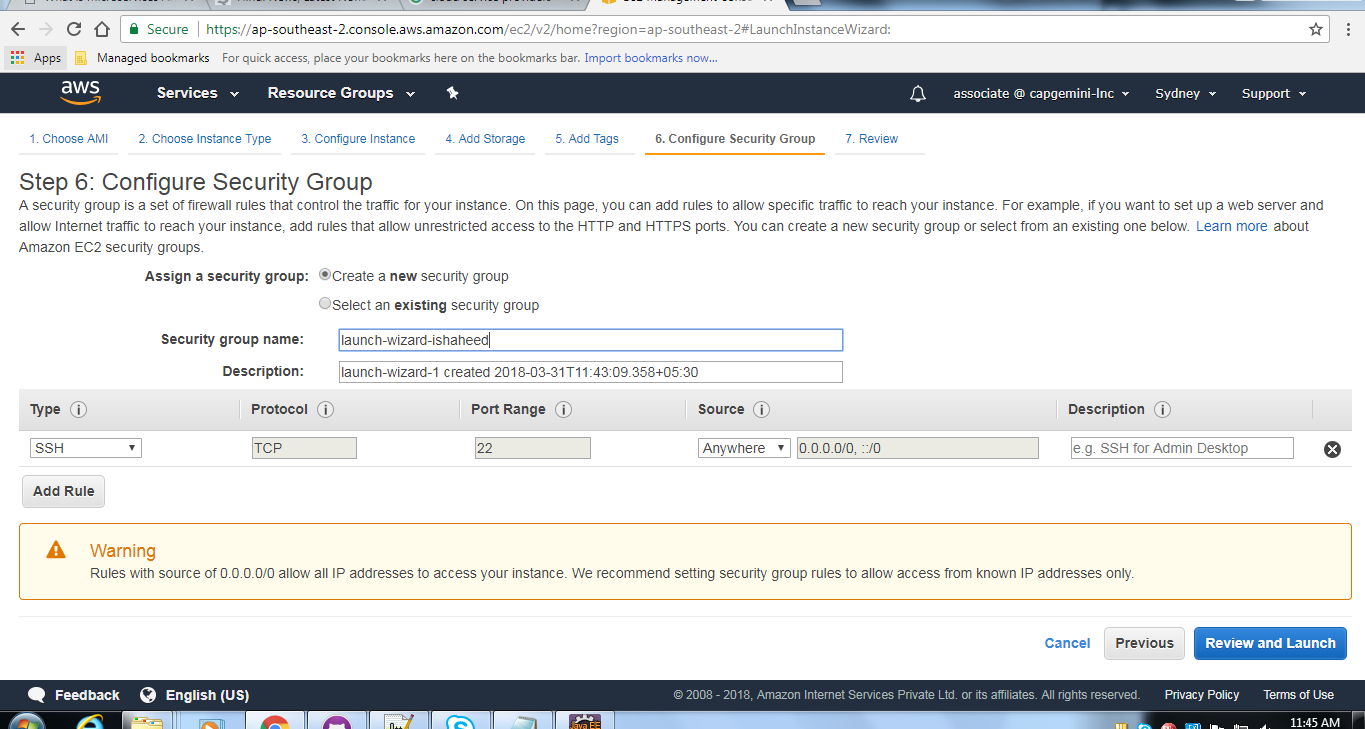 Secure https://ap-southeast-2.console.aws.amazon.com/ec2/v2/home?region=ap-southeast-2#LaunchInstanceWizard:
Apps Managed bookmarks For quick access, place your bookmarks here on the bookmarks bar. Import bookmarks now...
aws Services Resource Groups associate @ capgemini-Inc Sydney Support
1. Choose AMI 2. Choose Instance Type 3. Configure Instance 4. Add Storage 5. Add Tags 6. Configure Security Group 7. Review
Step 6: Configure Security Group
A security group is a set of firewall rules that control the traffic for your instance. On this page, you can add rules to allow specific traffic to reach your instance. For example, if you want to set up a web server and
allow Internet traffic to reach your instance, add rules that allow unrestricted access to the HTTP and HTTPS ports. You can create a new security group or select from an existing one below. Learn more about
Amazon EC2 security groups.
Assign a security group: Create a new security group
Select an existing security group
Security group name: launch-wizard-ishaheed
Description: launch-wizard-1 created 2018-03-31T11:43:09.358+05:30
Type i Protocol i Port Range i Source i Description i
SSH TCP 22 Anywhere 0.0.0.0/0, ::/0 e.g. SSH for Admin Desktop
Add Rule
Warning
Rules with source of 0.0.0.0/0 allow all IP addresses to access your instance. We recommend setting security group rules to allow access from known IP addresses only.
Cancel Previous Review and Launch
Feedback English (US) © 2008 - 2018, Amazon Internet Services Private Ltd. or its affiliates. All rights reserved. Privacy Policy Terms of Use
Java EE 11:45 AM